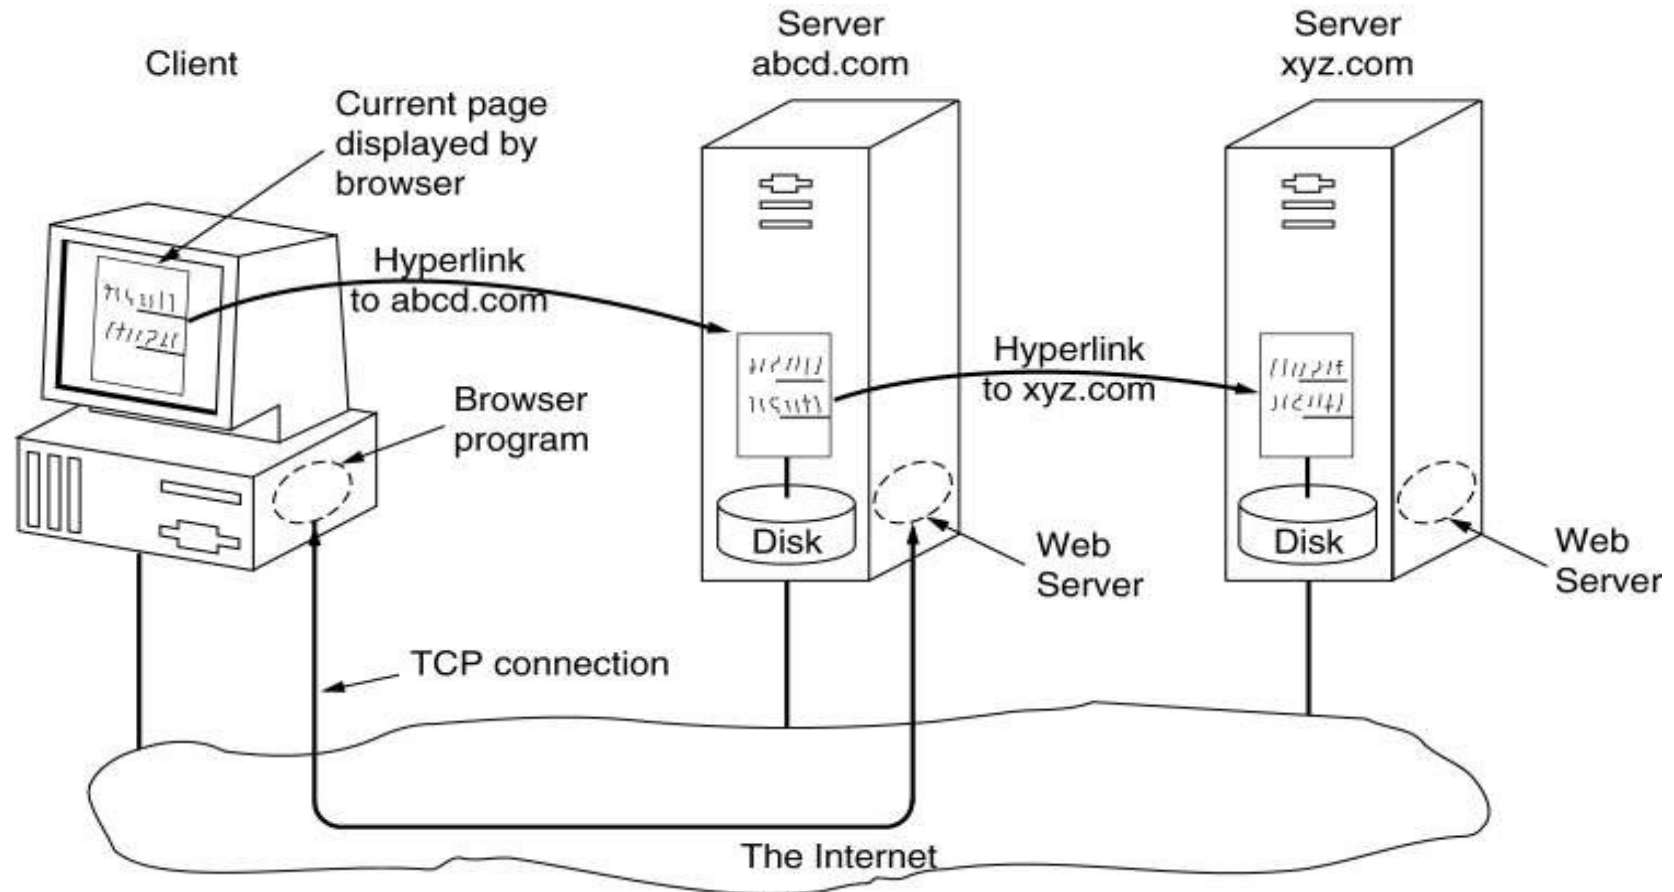 Client
Server
abcd.com
Server
xyz.com
Current page
displayed by
browser
Hyperlink
to abcd.com
Hyperlink
to xyz.com
Browser
program
Disk
Web
Server
Disk
Web
Server
TCP connection
The Internet